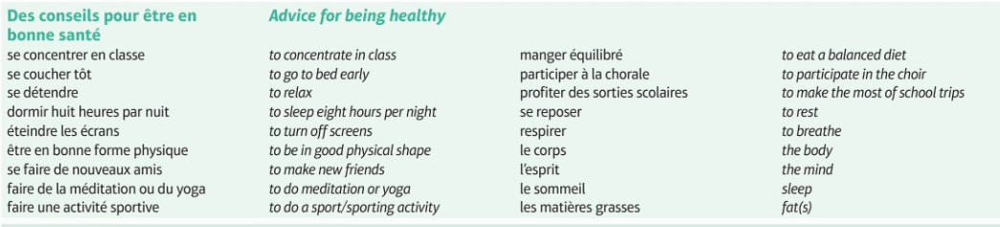 Des conseils pour être en bonne santé
Advice for being healthy
se concentrer en classe to concentrate in class
se coucher tôt to go to bed early
se détendre to relax
dormir huit heures par nuit to sleep eight hours per night
éteindre les écrans to turn off screens
être en bonne forme physique to be in good physical shape
se faire de nouveaux amis to make new friends
faire de la méditation ou du yoga to do meditation or yoga
faire une activité sportive to do a sport/sporting activity
manger équilibré to eat a balanced diet
participer à la chorale to participate in the choir
profiter des sorties scolaires to make the most of school trips
se reposer to rest
respirer to breathe
le corps the body
l'esprit the mind
le sommeil sleep
les matières grasses fat(s)